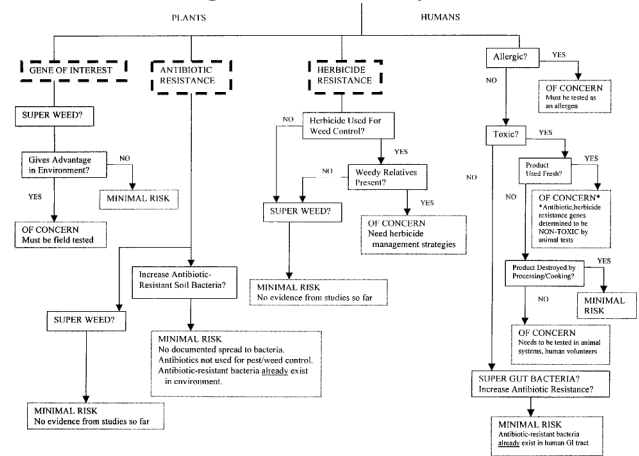 PLANTS
HUMANS
GENE OF INTEREST
ANTIBIOTIC
RESISTANCE
HERBICIDE
RESISTANCE
Allergic?
YES
NO
OF CONCERN
Must be tested as
an allergen
SUPER WEED?
Herbicide Used For
Weed Control?
NO
YES
Toxic?
YES
NO
Gives Advantage
in Environment?
NO
YES
MINIMAL RISK
Weedy Relatives
Present?
NO
YES
Product
Used Fresh?
YES
NO
OF CONCERN*
*Antibiotic,herbicide
resistance genes
determined to be
NON-TOXIC by
animal tests
OF CONCERN
Must be field tested
SUPER WEED?
OF CONCERN
Need herbicide
management strategies
Increase Antibiotic-
Resistant Soil Bacteria?
MINIMAL RISK
No evidence from studies so far
Product Destroyed by
Processing/Cooking?
YES
NO
MINIMAL
RISK
SUPER WEED?
MINIMAL RISK
No documented spread to bacteria.
Antibiotics not used for pest/weed control.
Antibiotic-resistant bacteria already exist
in environment.
OF CONCERN
Needs to be tested in animal
systems, human volunteers
SUPER GUT BACTERIA?
Increase Antibiotic Resistance?
MINIMAL RISK
No evidence from studies so far
MINIMAL RISK
Antibiotic-resistant bacteria
already exist in human GI tract